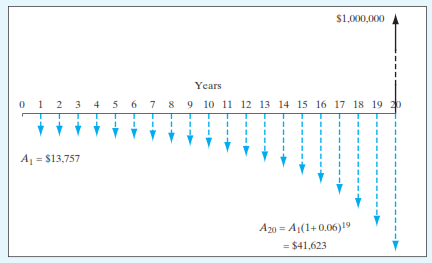 $1,000,000
Years
0 1 2 3 4 5 6 7 8 9 10 11 12 13 14 15 16 17 18 19 20
A1 = $13,757
A20 = A1(1+0.06)19
= $41,623